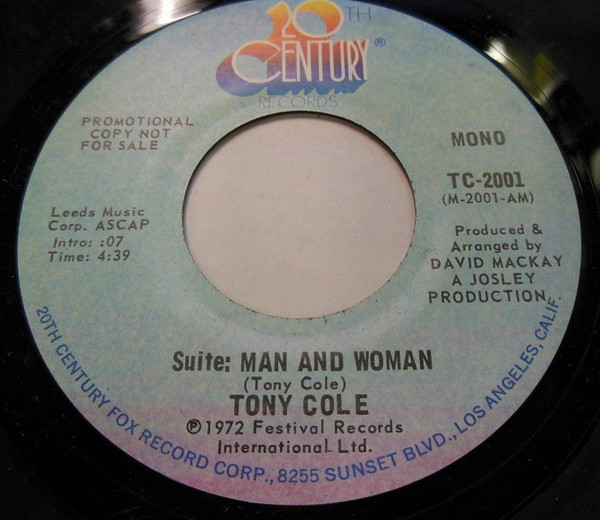 20TH
CENTURY®
RECORDS
PROMOTIONAL
COPY NOT
FOR SALE
MONO
TC-2001
(M-2001-AM)
Leeds Music
Corp. ASCAP
Intro: :07
Time: 4:39
Produced &
Arranged by
DAVID MACKAY
A JOSLEY
PRODUCTION.
Suite: MAN AND WOMAN
(Tony Cole)
TONY COLE
℗1972 Festival Records
International Ltd.
20TH CENTURY FOX RECORD CORP., 8255 SUNSET BLVD., LOS ANGELES, CALIF.